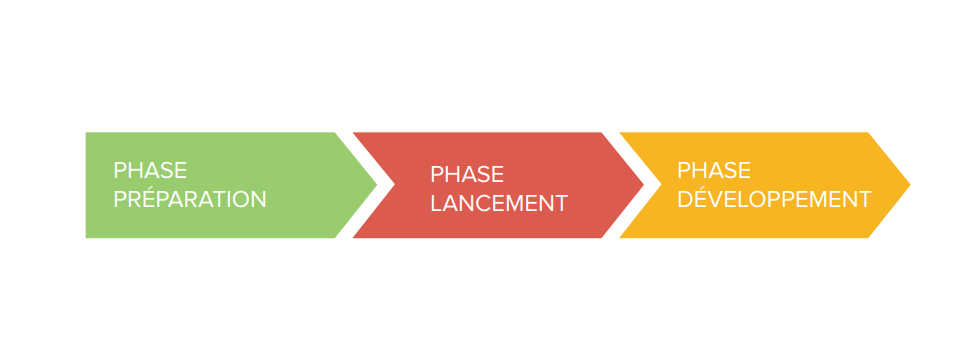 PHASE
PRÉPARATION
PHASE
LANCEMENT
PHASE
DÉVELOPPEMENT